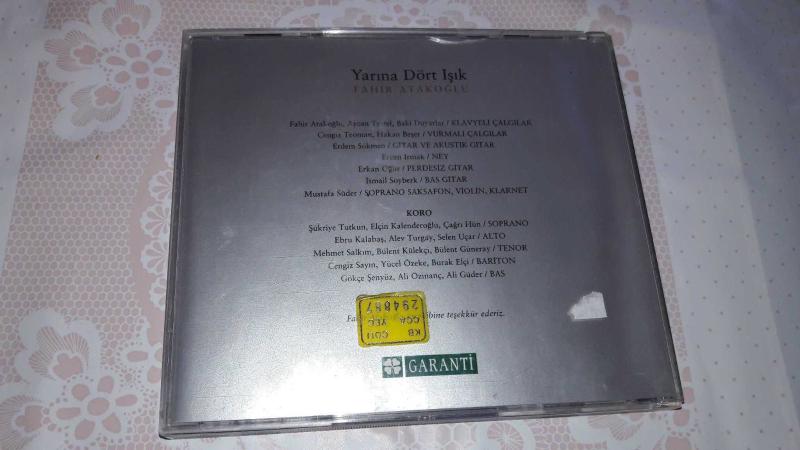 Yarına Dört Işık
FAHİR ATAKOĞLU
Fahir Atakoğlu, Aycan Teztel, Baki Duyarlar / KLAVYELİ ÇALGILAR
Cengiz Teoman, Hakan Beşer / VURMALI ÇALGILAR
Erdem Sökmen / GİTAR VE AKUSTİK GİTAR
Ercan Irmak / NEY
Erkan Oğur / PERDESİZ GİTAR
İsmail Soyberk / BAS GİTAR
Mustafa Süder / SOPRANO SAKSAFON, VİOLİN, KLARNET
KORO
Şükriye Tutkun, Elçin Kalenderoğlu, Çağrı Hün / SOPRANO
Ebru Kalabaş, Alev Turgay, Selen Uçar / ALTO
Mehmet Salkım, Bülent Külekçi, Bülent Güneray / TENOR
Cengiz Sayın, Yücel Özeke, Burak Elçi / BARİTON
Gökçe Şenyüz, Ali Özinanç, Ali Güder / BAS
teşekkür ederiz.
KB CD11
CÇA YEC
294887
GARANTİ